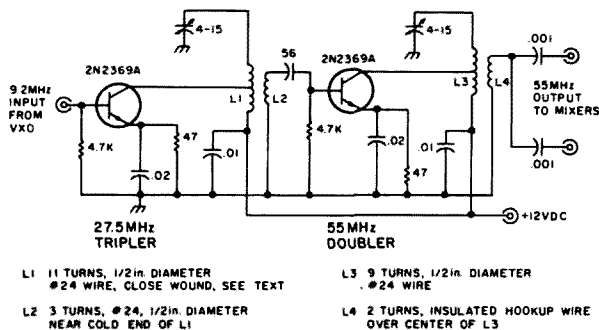 4-15
4-15
2N2369A
56
2N2369A
.001
9.2MHz
INPUT
FROM
VXO
L1
L2
L3
L4
55MHz
OUTPUT
TO MIXERS
4.7K
47
.01
4.7K
.02
.01
.001
.02
47
27.5MHz
TRIPLER
55MHz
DOUBLER
+12VDC
L1 11 TURNS, 1/2in. DIAMETER
#24 WIRE, CLOSE WOUND, SEE TEXT
L2 3 TURNS, #24, 1/2in. DIAMETER
NEAR COLD END OF L1
L3 9 TURNS, 1/2in. DIAMETER
#24 WIRE
L4 2 TURNS, INSULATED HOOKUP WIRE
OVER CENTER OF L3